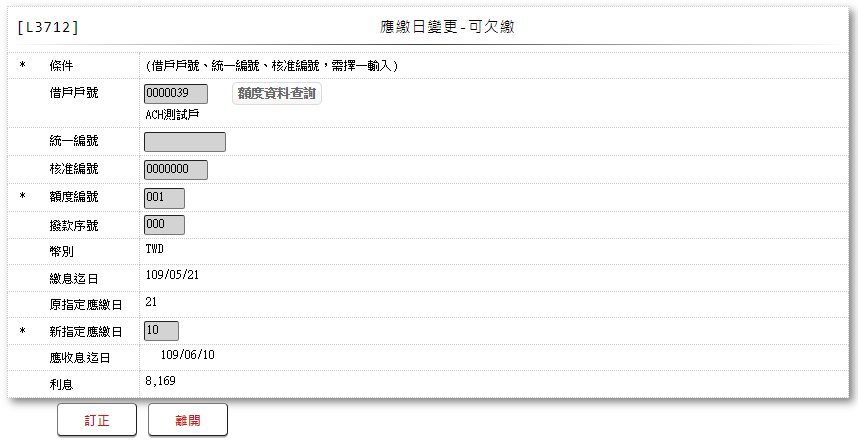 [L3712] 應繳日變更-可欠繳
* 條件 (借戶戶號、統一編號、核准編號，需擇一輸入)
借戶戶號 0000039 額度資料查詢
ACH測試戶
統一編號
核准編號 0000000
* 額度編號 001
撥款序號 000
幣別 TWD
繳息迄日 109/05/21
原指定應繳日 21
* 新指定應繳日 10
應收息迄日 109/06/10
利息 8,169
訂正 離開